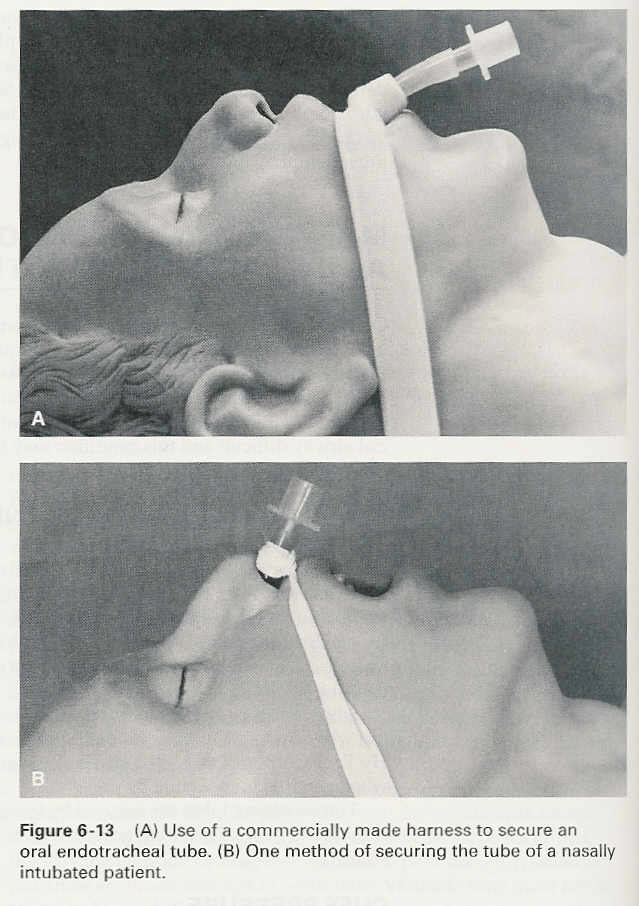 A
B
Figure 6-13 (A) Use of a commercially made harness to secure an
oral endotracheal tube. (B) One method of securing the tube of a nasally
intubated patient.